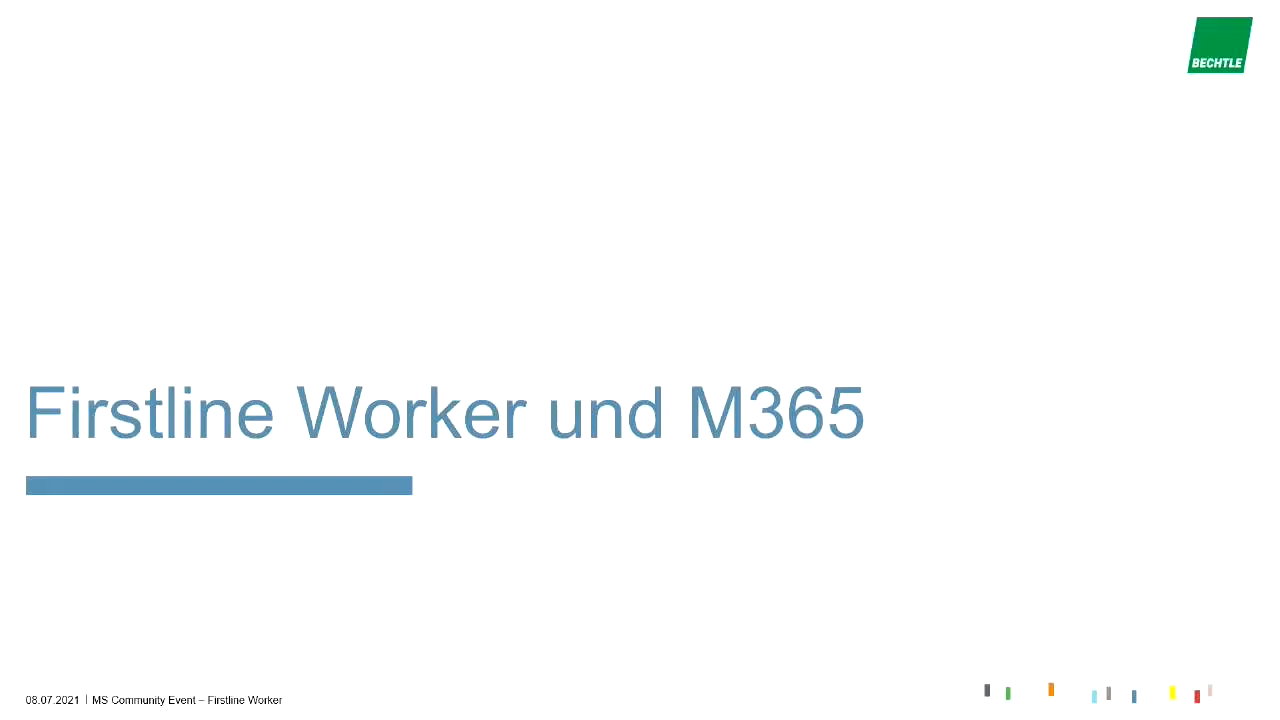 BECHTLE
Firstline Worker und M365
08.07.2021 | MS Community Event – Firstline Worker